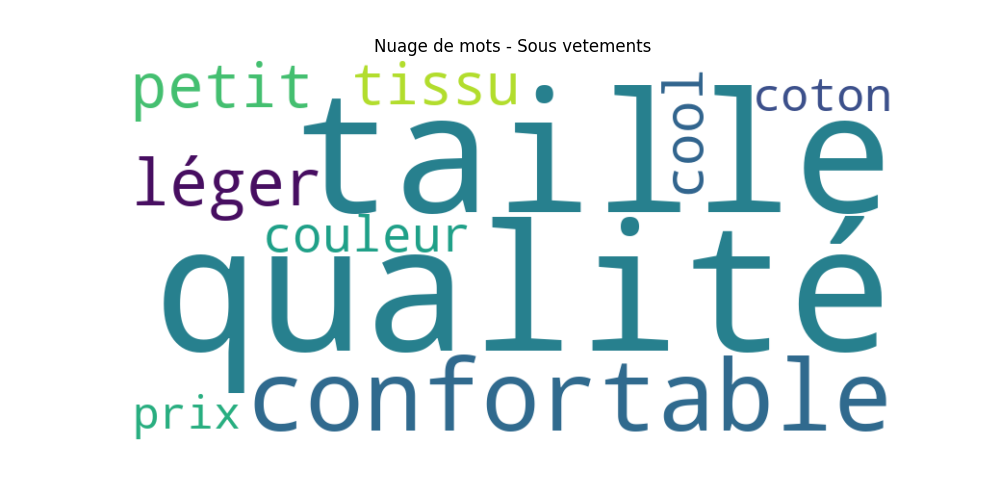 Nuage de mots - Sous vetements
petit
tissu
cool
coton
taille
léger
couleur
qualité
confortable
prix